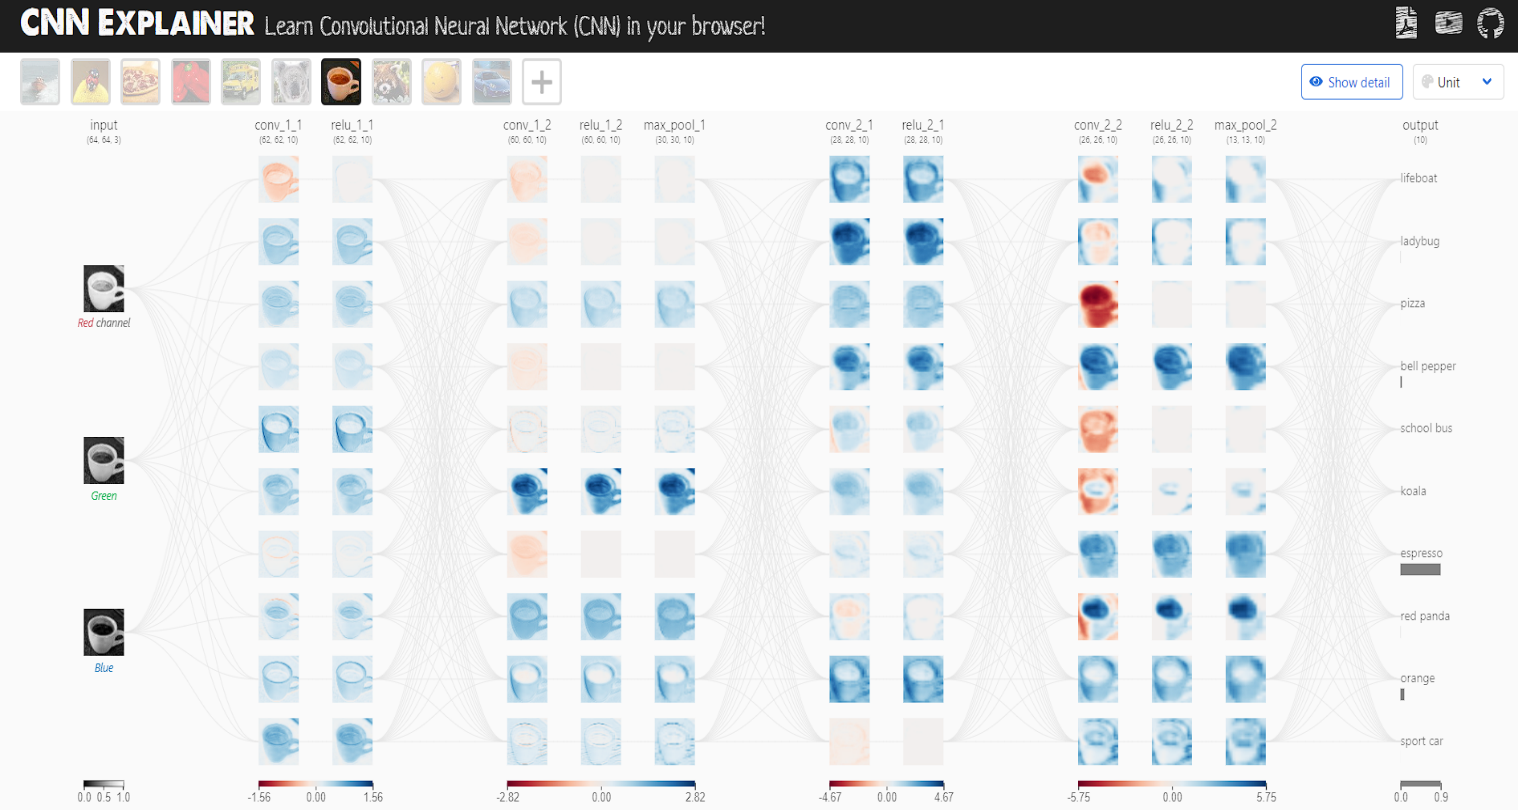 CNN EXPLAINER Learn Convolutional Neural Network (CNN) in your browser!
Show detail
Unit
input conv_1_1 relu_1_1 conv_1_2 relu_1_2 max_pool_1 conv_2_1 relu_2_1 conv_2_2 relu_2_2 max_pool_2 output
(64, 64, 3) (62, 62, 10) (62, 62, 10) (60, 60, 10) (60, 60, 10) (30, 30, 10) (28, 28, 10) (28, 28, 10) (26, 26, 10) (26, 26, 10) (13, 13, 10) (10)
lifeboat
ladybug
pizza
Red channel
bell pepper
school bus
koala
Green
espresso
red panda
Blue
orange
sport car
0.0 0.5 1.0 -1.56 0.00 1.56 -2.82 0.00 2.82 -4.67 0.00 4.67 -5.75 0.00 5.75 0.0 0.9